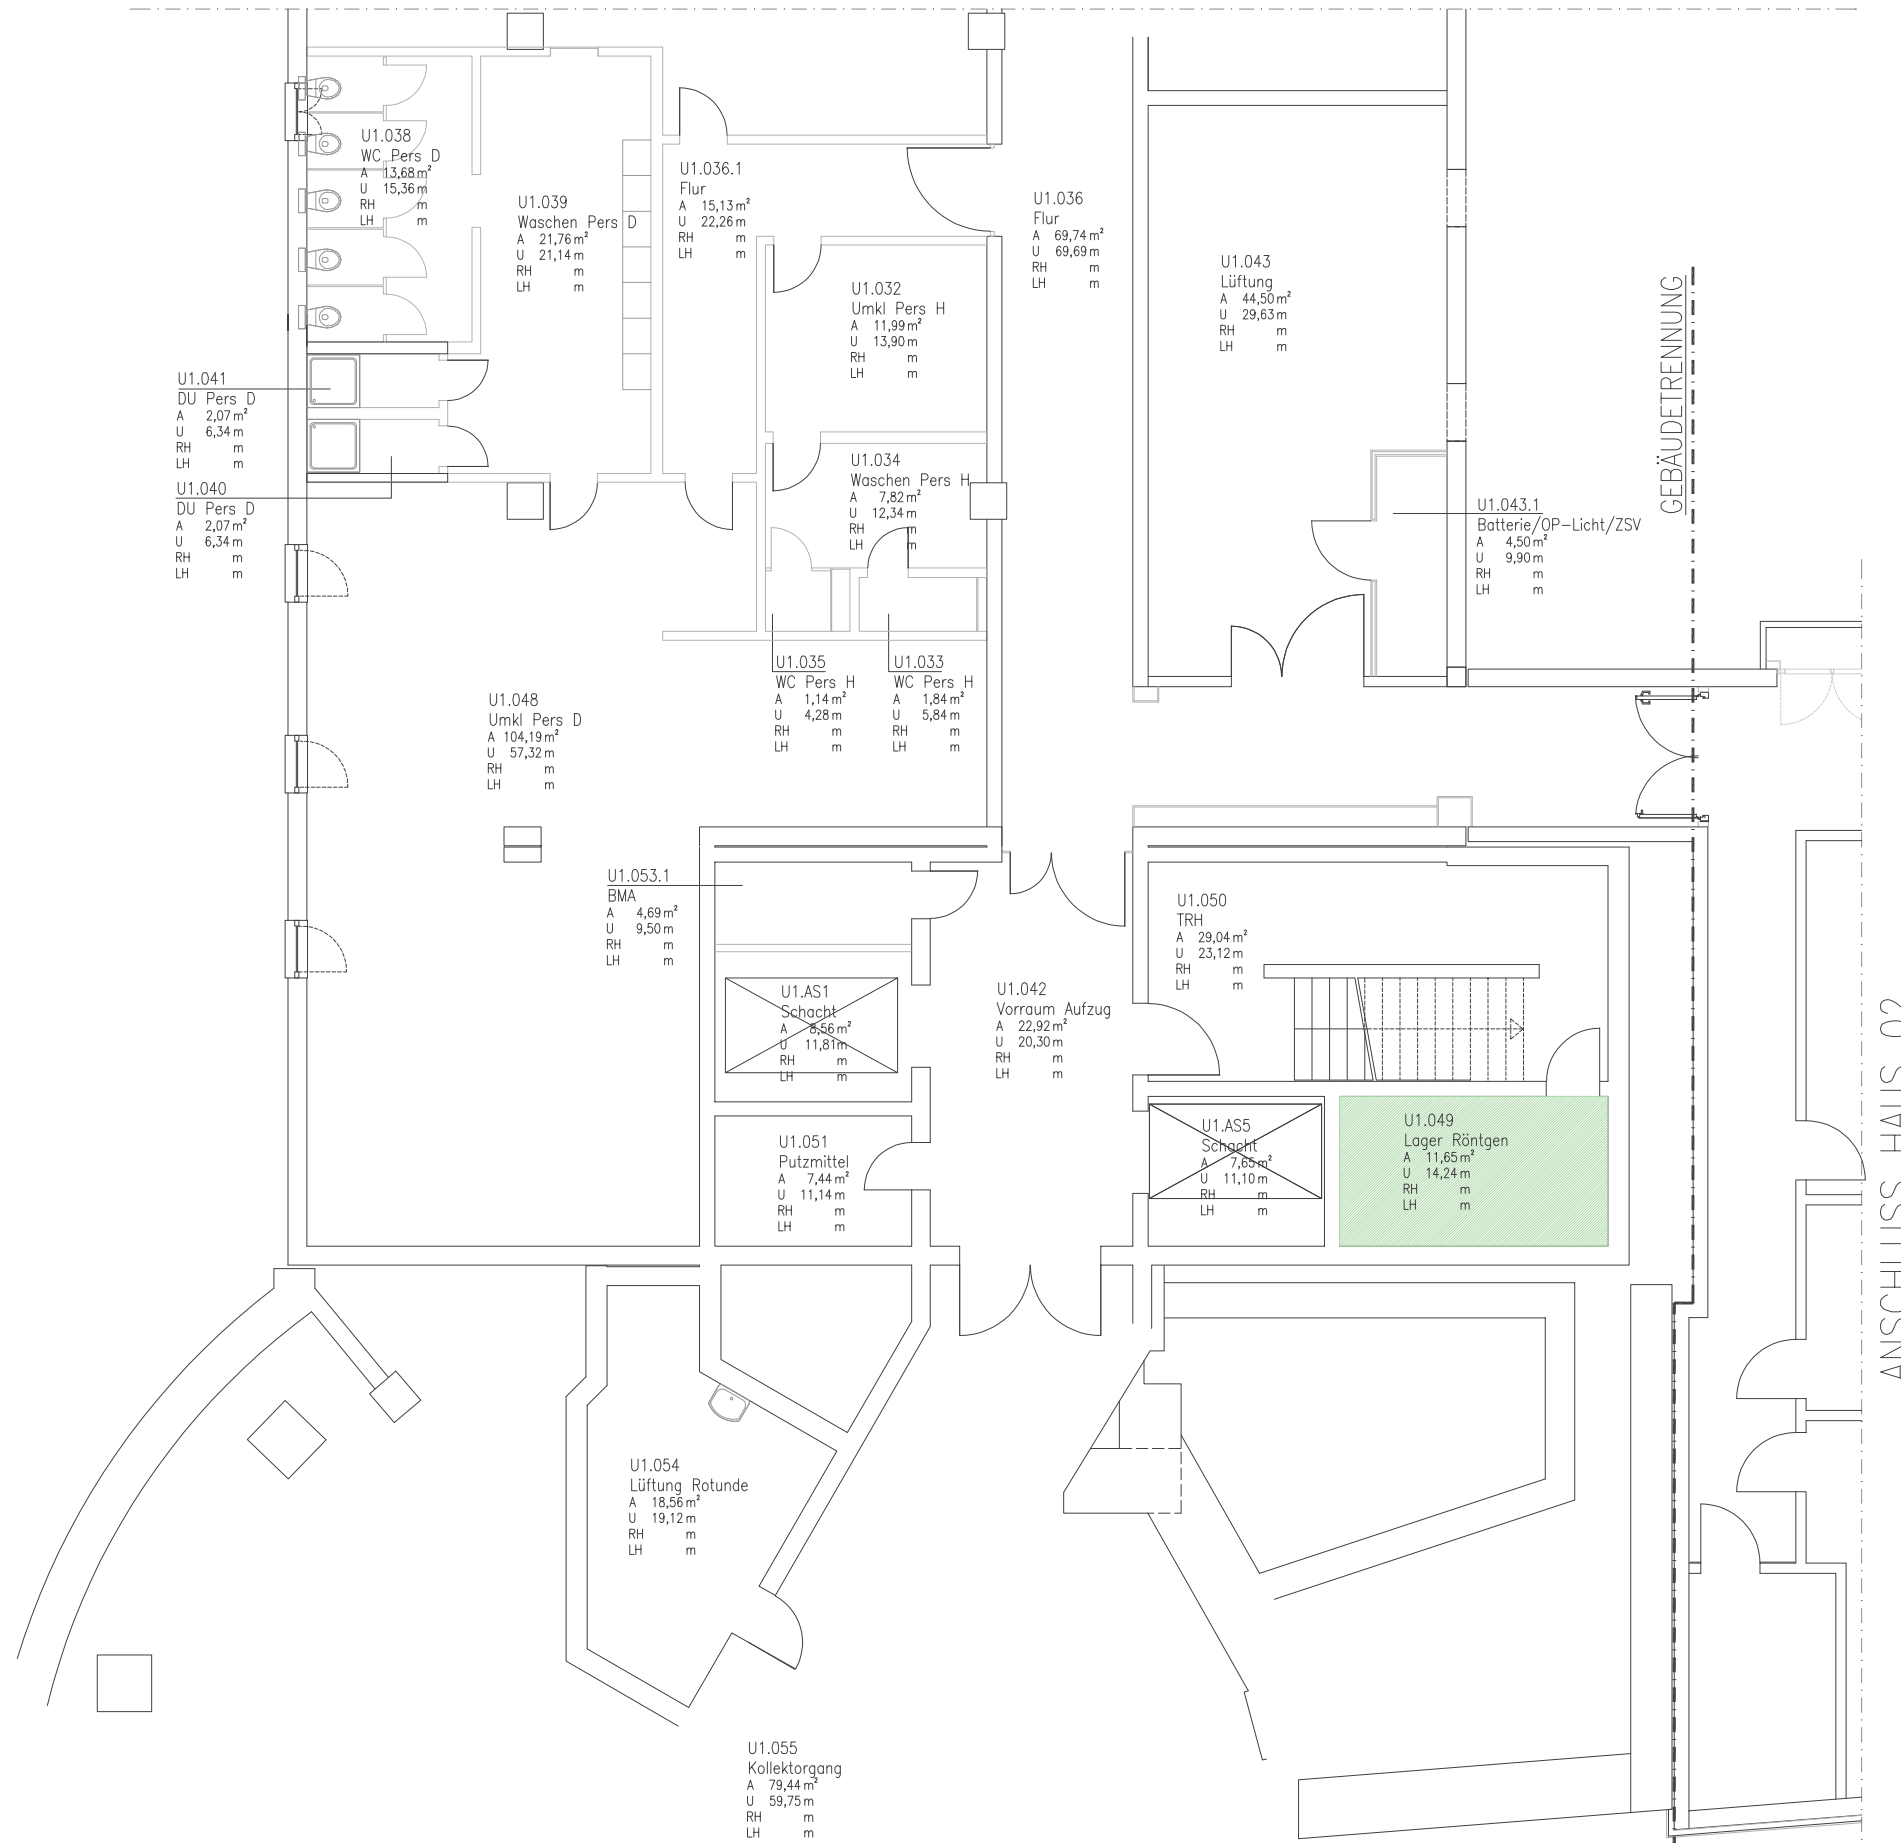 U1.038
WC Pers D
A 13,68 m²
U 15,36 m
RH m
LH m
U1.039
Waschen Pers D
A 21,76 m²
U 21,14 m
RH m
LH m
U1.036.1
Flur
A 15,13 m²
U 22,26 m
RH m
LH m
U1.036
Flur
A 69,74 m²
U 69,69 m
RH m
LH m
U1.032
Umkl Pers H
A 11,99 m²
U 13,90 m
RH m
LH m
U1.043
Lüftung
A 44,50 m²
U 29,63 m
RH m
LH m
GEBÄUDETRENNUNG
U1.041
DU Pers D
A 2,07 m²
U 6,34 m
RH m
LH m
U1.040
DU Pers D
A 2,07 m²
U 6,34 m
RH m
LH m
U1.034
Waschen Pers H
A 7,82 m²
U 12,34 m
RH m
LH m
U1.043.1
Batterie/OP-Licht/ZSV
A 4,50 m²
U 9,90 m
RH m
LH m
U1.035
WC Pers H
A 1,14 m²
U 4,28 m
RH m
LH m
U1.033
WC Pers H
A 1,84 m²
U 5,84 m
RH m
LH m
U1.048
Umkl Pers D
A 104,19 m²
U 57,32 m
RH m
LH m
U1.053.1
BMA
A 4,69 m²
U 9,50 m
RH m
LH m
U1.050
TRH
A 29,04 m²
U 23,12 m
RH m
LH m
U1.AS1
Schacht
A 8,56 m²
U 11,81 m
RH m
LH m
U1.042
Vorraum Aufzug
A 22,92 m²
U 20,30 m
RH m
LH m
U1.051
Putzmittel
A 7,44 m²
U 11,14 m
RH m
LH m
U1.AS5
Schacht
A 7,65 m²
U 11,10 m
RH m
LH m
U1.049
Lager Röntgen
A 11,65 m²
U 14,24 m
RH m
LH m
ANSCHLUSS HAUS 02
U1.054
Lüftung Rotunde
A 18,56 m²
U 19,12 m
RH m
LH m
U1.055
Kollektorgang
A 79,44 m²
U 59,75 m
RH m
LH m